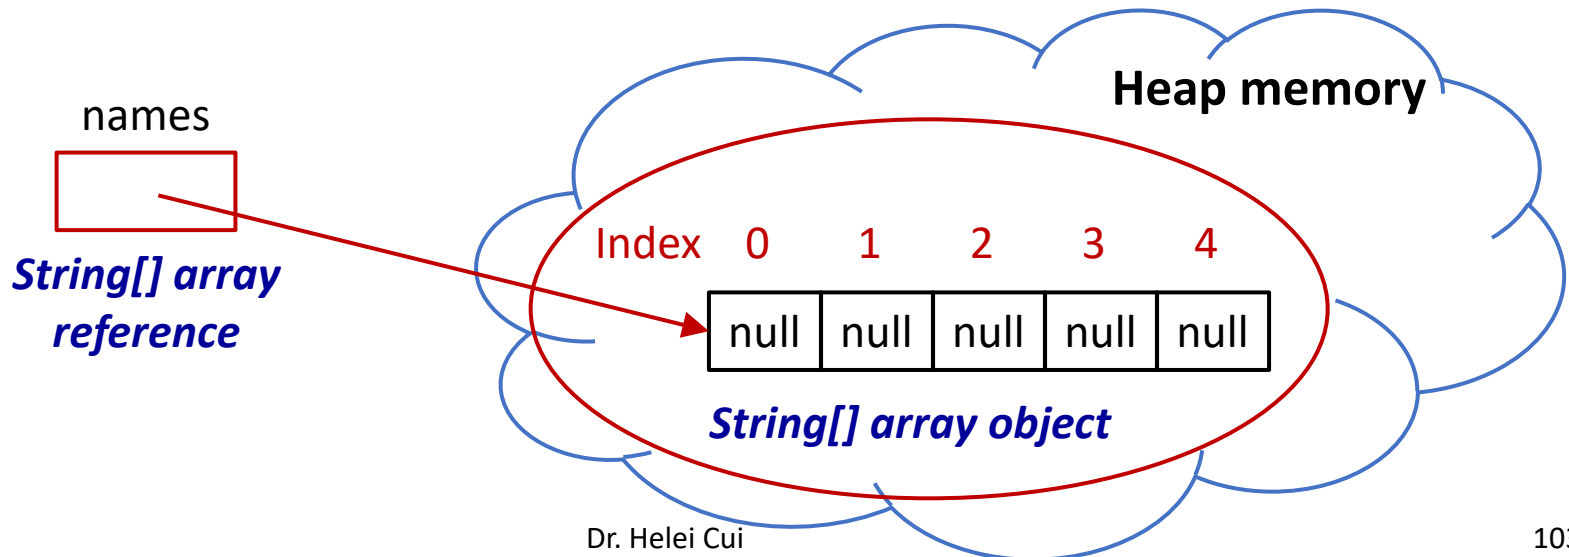 Heap memory
names
Index 0 1 2 3 4
String[] array
reference
null null null null null
String[] array object
Dr. Helei Cui
103